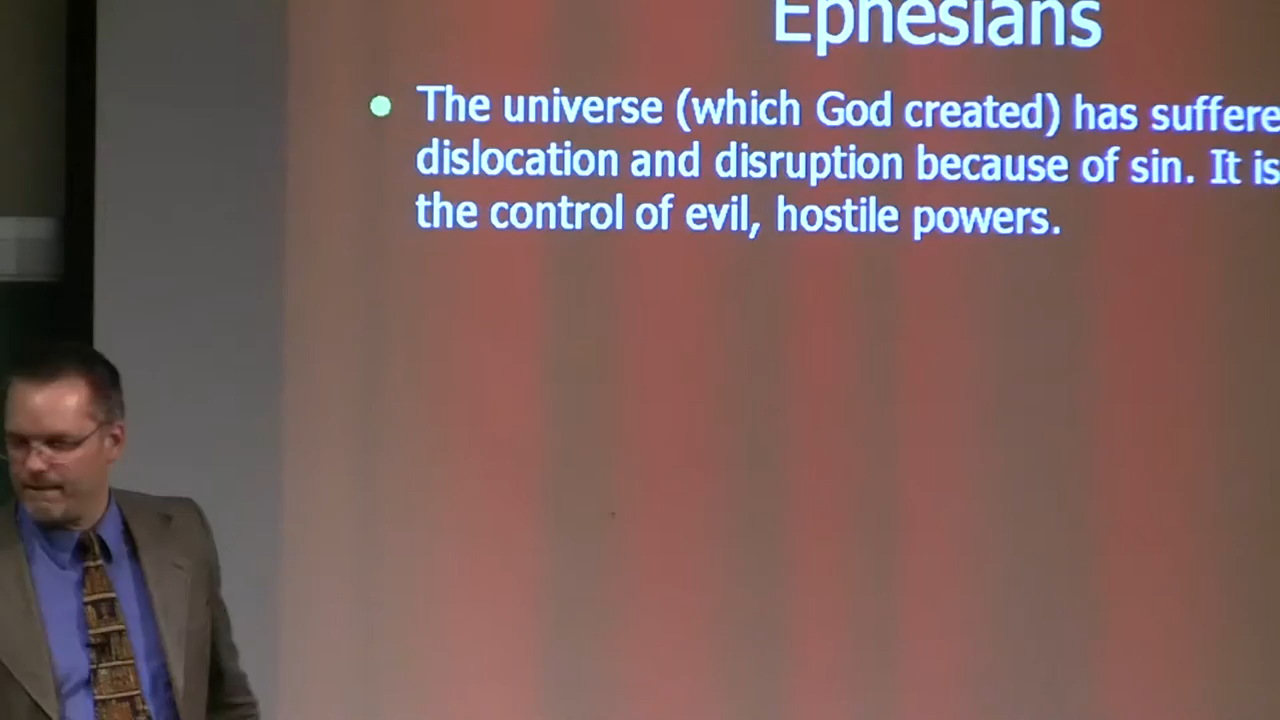 Ephesians
The universe (which God created) has suffere
dislocation and disruption because of sin. It is
the control of evil, hostile powers.